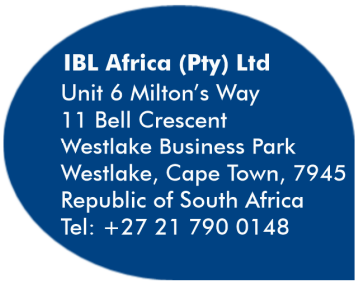 IBL Africa (Pty) Ltd
Unit 6 Milton's Way
11 Bell Crescent
Westlake Business Park
Westlake, Cape Town, 7945
Republic of South Africa
Tel: +27 21 790 0148